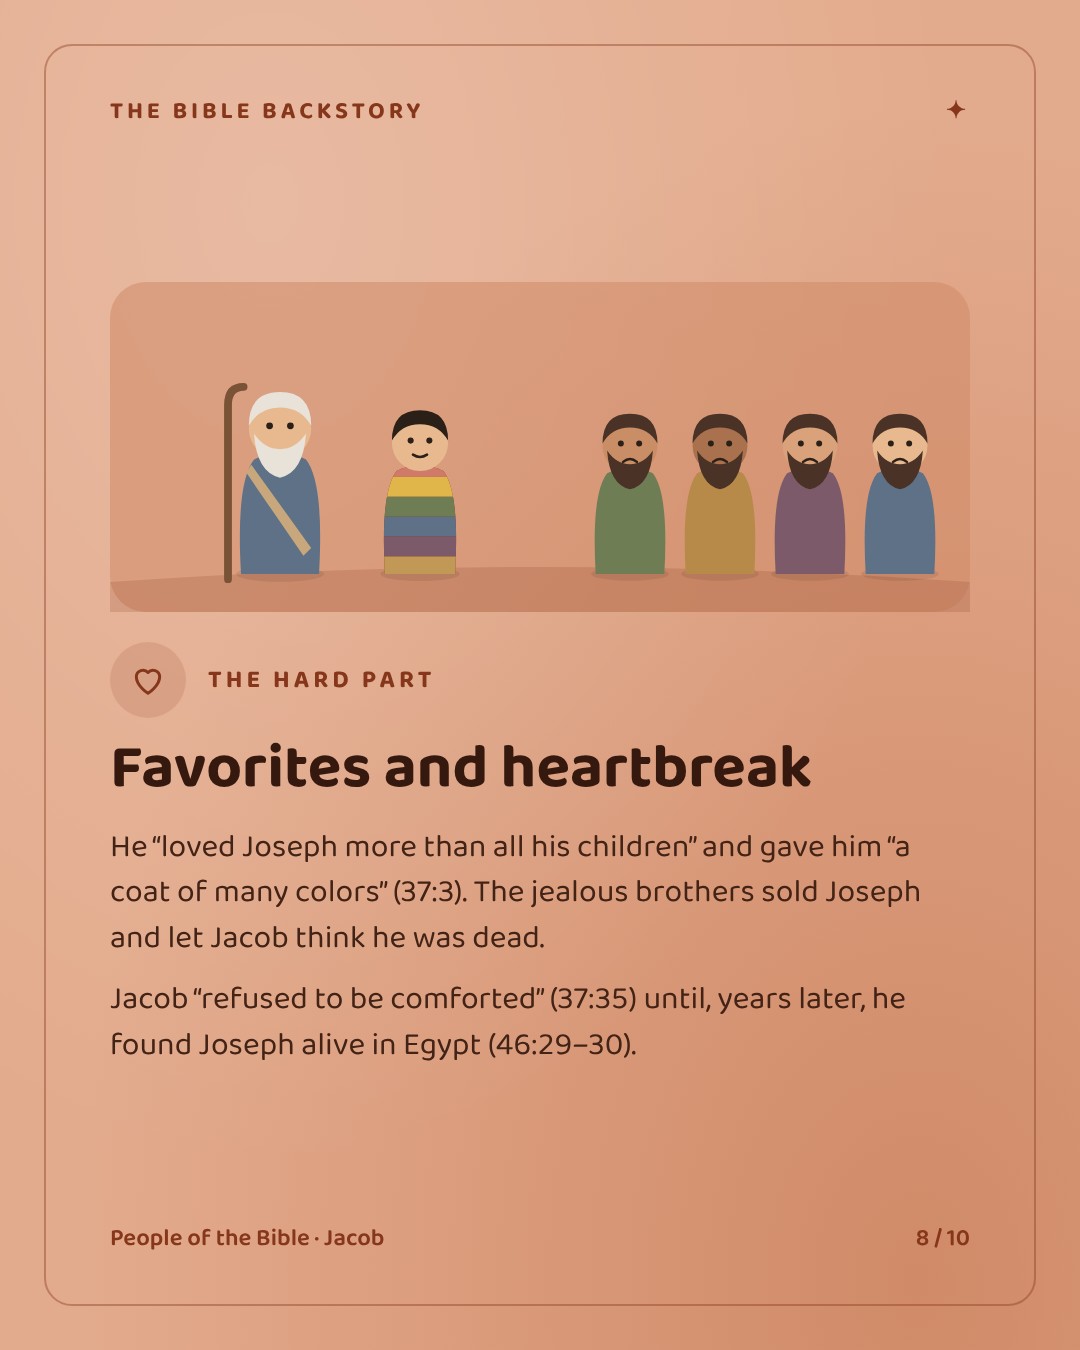 THE BIBLE BACKSTORY
THE HARD PART
Favorites and heartbreak
He “loved Joseph more than all his children” and gave him “a
coat of many colors” (37:3). The jealous brothers sold Joseph
and let Jacob think he was dead.
Jacob “refused to be comforted” (37:35) until, years later, he
found Joseph alive in Egypt (46:29–30).
People of the Bible · Jacob
8 / 10